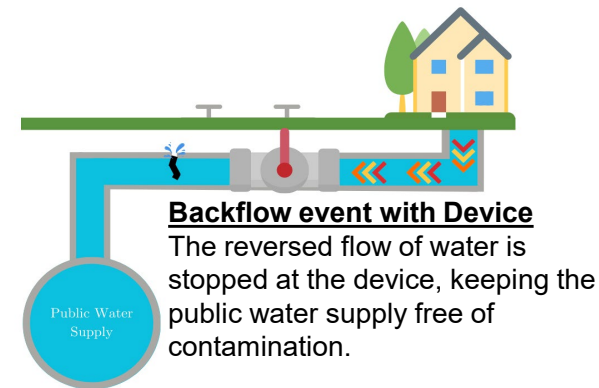 Backflow event with Device
The reversed flow of water is
stopped at the device, keeping the
public water supply free of
contamination.
Public Water
Supply